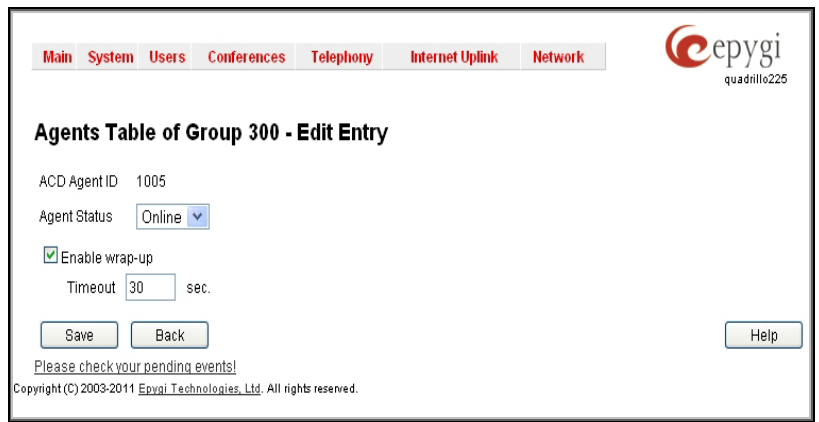 epygi
quadrillo225
Main System Users Conferences Telephony Internet Uplink Network
Agents Table of Group 300 - Edit Entry
ACD Agent ID 1005
Agent Status Online
Enable wrap-up
Timeout 30 sec.
Save Back Help
Please check your pending events!
Copyright (C) 2003-2011 Epygi Technologies, Ltd. All rights reserved.